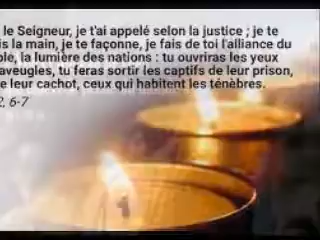 le Seigneur, je t'ai appelé selon la justice ; je te
is la main, je te façonne, je fais de toi l'alliance du
ple, la lumière des nations : tu ouvriras les yeux
aveugles, tu feras sortir les captifs de leur prison,
e leur cachot, ceux qui habitent les ténèbres.
2, 6-7